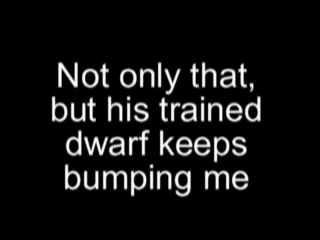 Not only that,
but his trained
dwarf keeps
bumping me